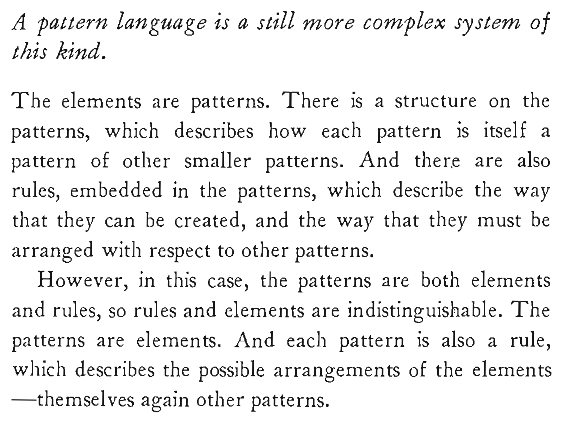 A pattern language is a still more complex system of
this kind.
The elements are patterns. There is a structure on the
patterns, which describes how each pattern is itself a
pattern of other smaller patterns. And there are also
rules, embedded in the patterns, which describe the way
that they can be created, and the way that they must be
arranged with respect to other patterns.
However, in this case, the patterns are both elements
and rules, so rules and elements are indistinguishable. The
patterns are elements. And each pattern is also a rule,
which describes the possible arrangements of the elements
—themselves again other patterns.